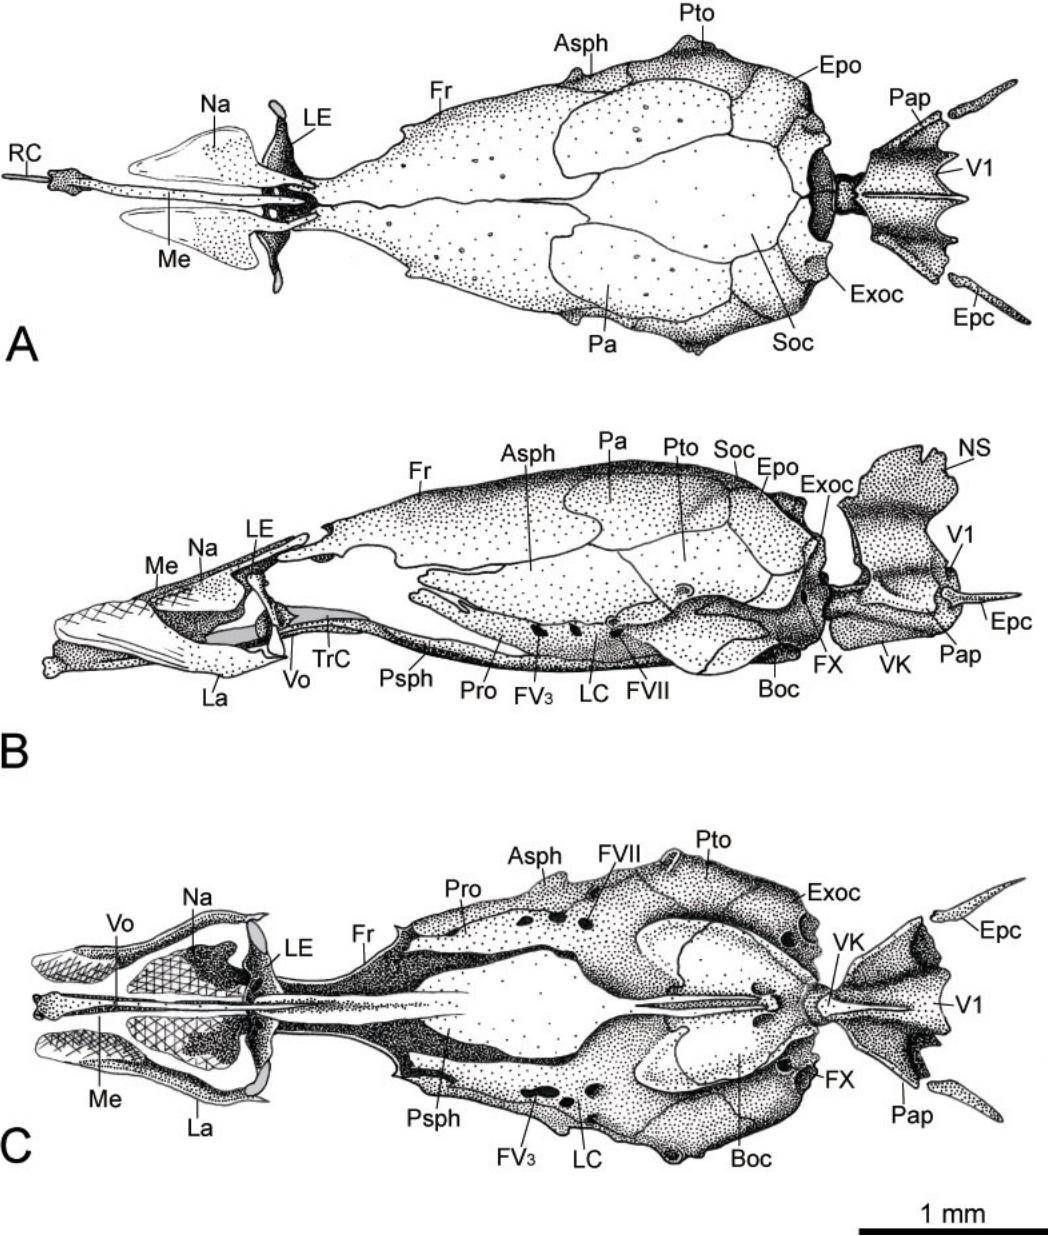 Pto
Asph
Epo
Fr
Pap
Na
LE
RC
V1
Me
Exoc
Epc
A
Pa
Soc
Pa
NS
Asph
Pto
Soc
Fr
Epo
Exoc
LE
Na
V1
Me
Epc
TrC
Pap
Vo
FX
VK
Psph
La
Pro
FV3
LC
FVII
Boc
B
Pto
Asph
FVII
Pro
Exoc
Na
Vo
Epc
Fr
VK
LE
V1
FX
Me
Pap
Psph
La
C
FV3
LC
Boc
1 mm